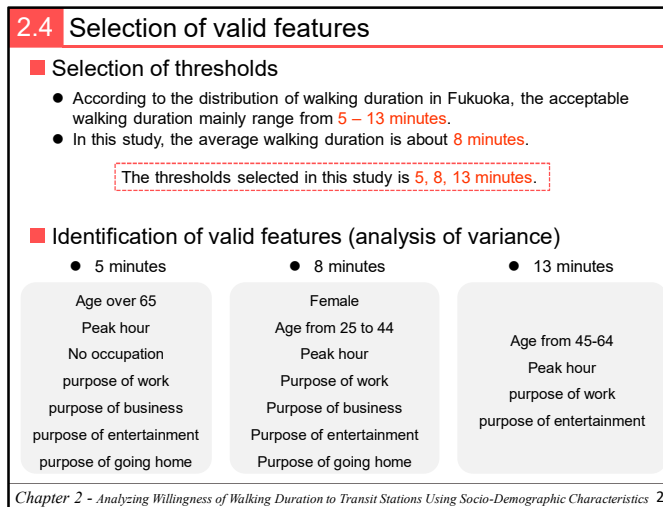 2.4 Selection of valid features
Selection of thresholds
According to the distribution of walking duration in Fukuoka, the acceptable
walking duration mainly range from 5 – 13 minutes.
In this study, the average walking duration is about 8 minutes.
The thresholds selected in this study is 5, 8, 13 minutes.
Identification of valid features (analysis of variance)
5 minutes
Age over 65
Peak hour
No occupation
purpose of work
purpose of business
purpose of entertainment
purpose of going home
8 minutes
Female
Age from 25 to 44
Peak hour
Purpose of work
Purpose of business
Purpose of entertainment
Purpose of going home
13 minutes
Age from 45-64
Peak hour
purpose of work
purpose of entertainment
Chapter 2 - Analyzing Willingness of Walking Duration to Transit Stations Using Socio-Demographic Characteristics 2